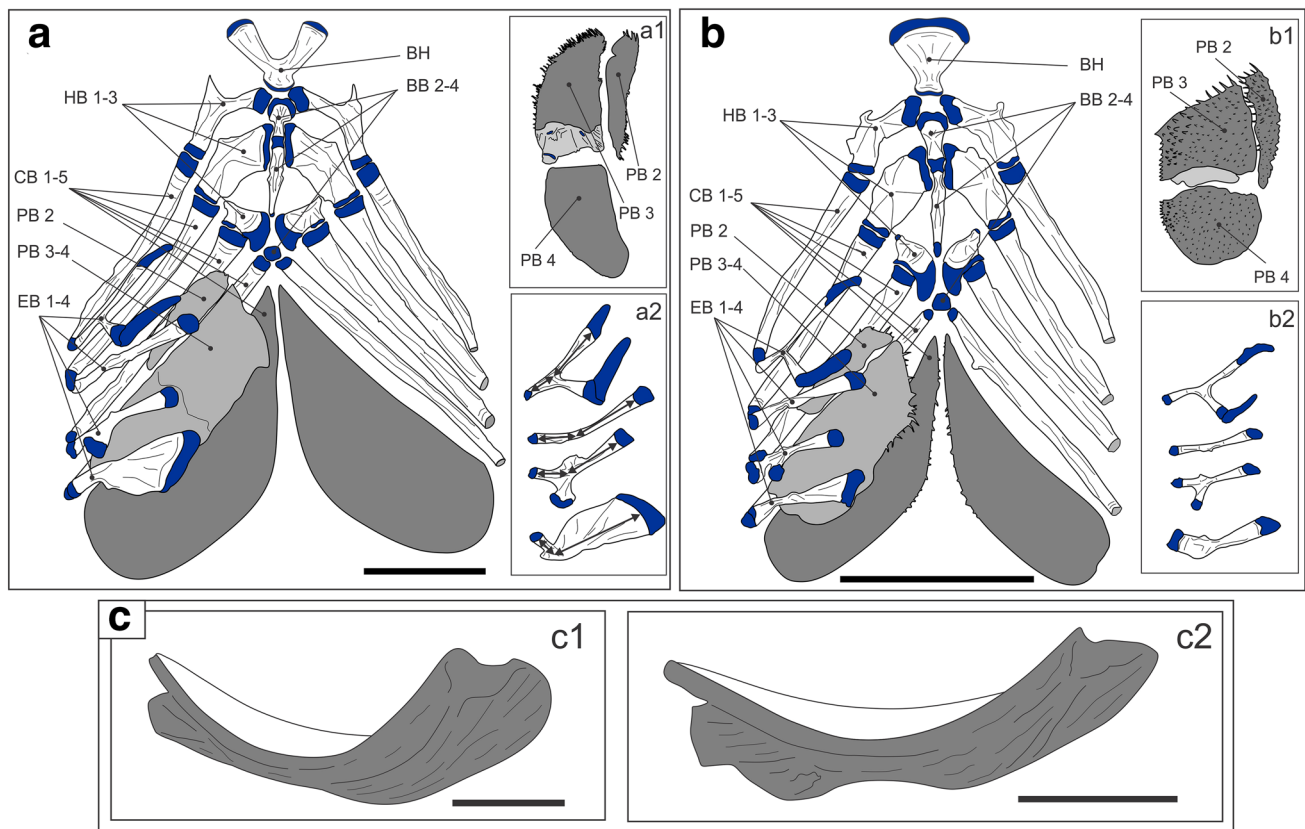 a
BH
HB 1-3
BB 2-4
CB 1-5
PB 2
PB 3-4
EB 1-4
a1
PB 2
PB 3
PB 4
a2
b
BH
HB 1-3
BB 2-4
CB 1-5
PB 2
PB 3-4
EB 1-4
b1
PB 2
PB 3
PB 4
b2
c
c1
c2